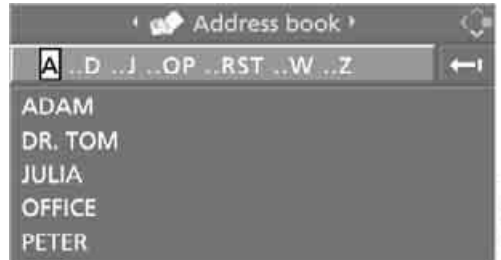 Address book
A ..D ..J ..OP ..RST ..W ..Z
ADAM
DR. TOM
JULIA
OFFICE
PETER